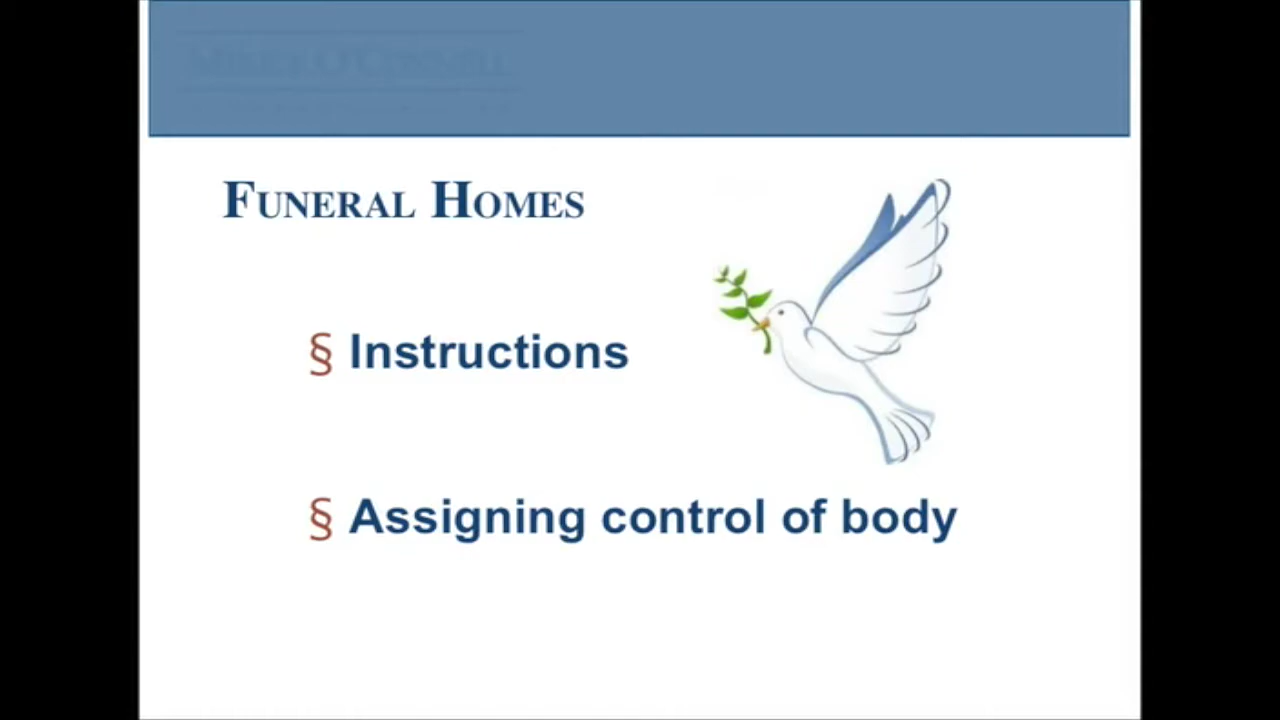 FUNERAL HOMES
§ Instructions
§ Assigning control of body